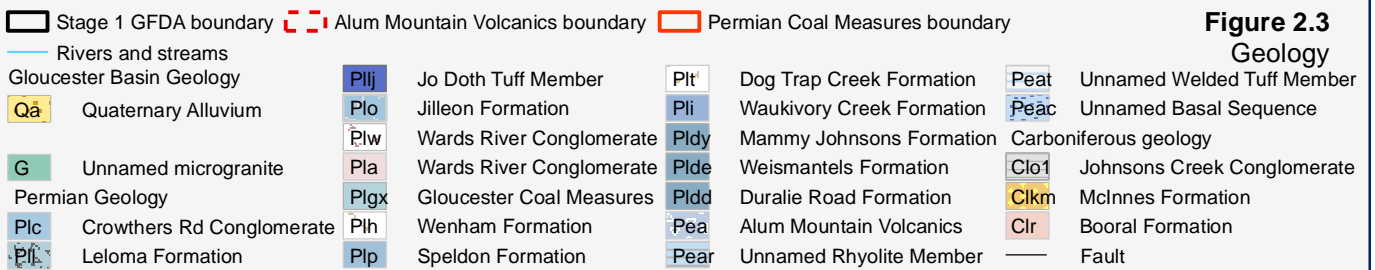 Stage 1 GFDA boundary Alum Mountain Volcanics boundary Permian Coal Measures boundary Figure 2.3
Rivers and streams Geology
Gloucester Basin Geology Pllj Jo Doth Tuff Member Plt Dog Trap Creek Formation Peat Unnamed Welded Tuff Member
Qa Quaternary Alluvium Plo Jilleon Formation Pli Waukivory Creek Formation Peac Unnamed Basal Sequence
Plw Wards River Conglomerate Pldy Mammy Johnsons Formation Carboniferous geology
G Unnamed microgranite Pla Wards River Conglomerate Plde Weismantels Formation Clo1 Johnsons Creek Conglomerate
Permian Geology Plgx Gloucester Coal Measures Pldd Duralie Road Formation Clkm McInnes Formation
Plc Crowthers Rd Conglomerate Plh Wenham Formation Pea Alum Mountain Volcanics Clr Booral Formation
Pll Leloma Formation Plp Speldon Formation Pear Unnamed Rhyolite Member Fault